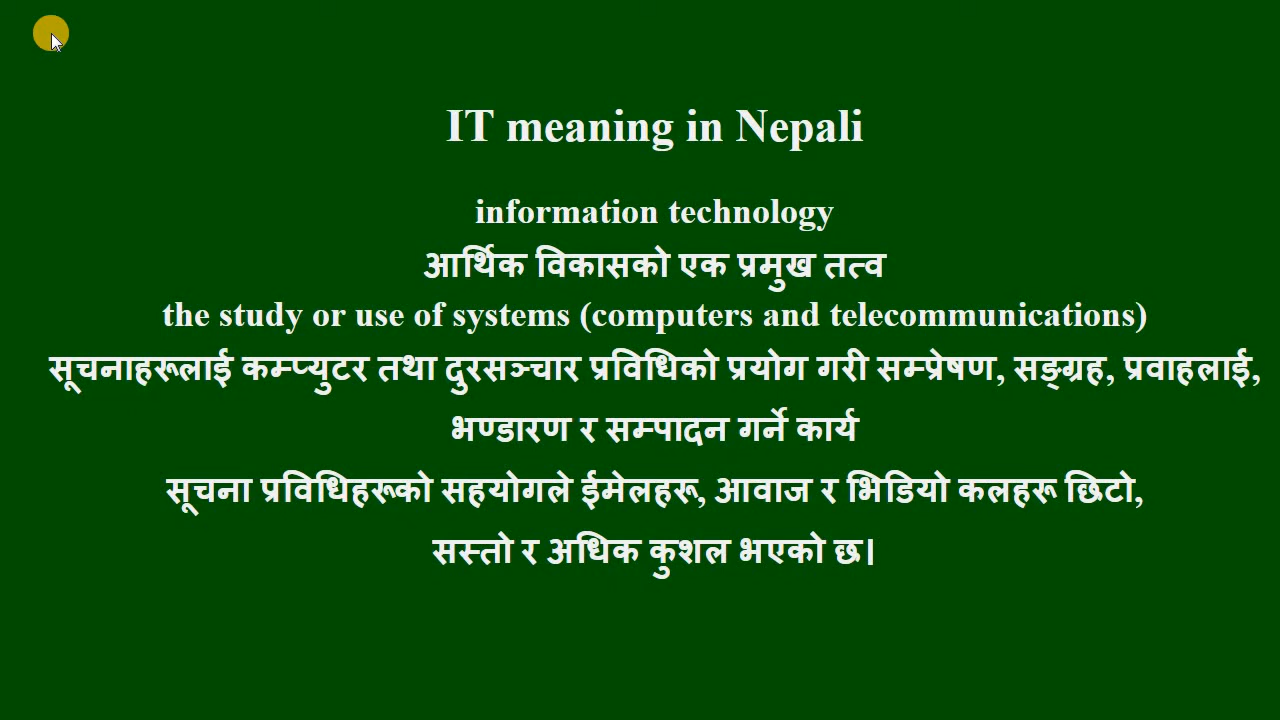 IT meaning in Nepali
information technology
आर्थिक विकासको एक प्रमुख तत्व
the study or use of systems (computers and telecommunications)
सूचनाहरूलाई कम्प्युटर तथा दुरसञ्चार प्रविधिको प्रयोग गरी सम्प्रेषण, सङ्ग्रह, प्रवाहलाई,
भण्डारण र सम्पादन गर्ने कार्य
सूचना प्रविधिहरूको सहयोगले ईमेलहरू, आवाज र भिडियो कलहरू छिटो,
सस्तो र अधिक कुशल भएको छ।